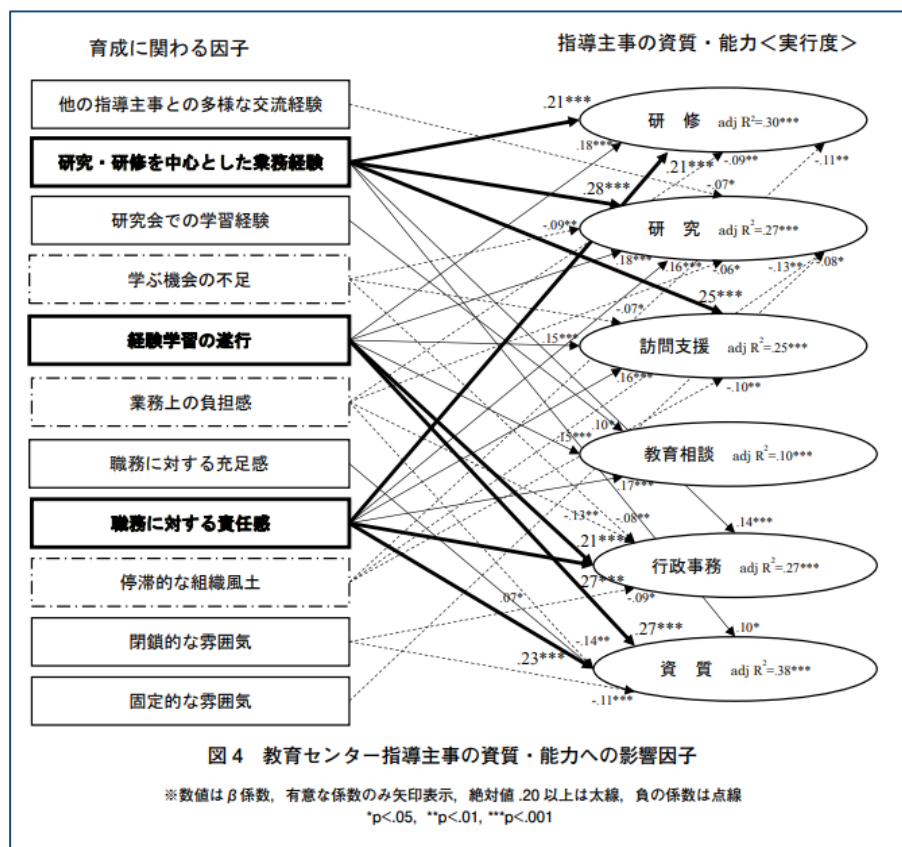 育成に関わる因子
指導主事の資質・能力＜実行度＞
他の指導主事との多様な交流経験
研究・研修を中心とした業務経験
研究会での学習経験
学ぶ機会の不足
経験学習の遂行
業務上の負担感
職務に対する充足感
職務に対する責任感
停滞的な組織風土
閉鎖的な雰囲気
固定的な雰囲気
.21***
研　修　adj R²=.30***
.18***
.21***
-.09**
-.11**
.28***
-.07*
-.09**
研　究　adj R²=.27***
.18***
.16***
-.06*
-.13**
-.08*
.25***
-.07*
.15***
訪問支援　adj R²=.25***
.16***
-.10**
.10*
.15***
教育相談　adj R²=.10***
.17***
-.13**
-.08**
.14***
.21***
行政事務　adj R²=.27***
.27***
.07*
-.09*
-.14**
.27***
.10*
.23***
資　質　adj R²=.38***
-.11***
図 4　教育センター指導主事の資質・能力への影響因子
※数値はβ係数，有意な係数のみ矢印表示，絶対値 .20 以上は太線，負の係数は点線
*p<.05，**p<.01, ***p<.001